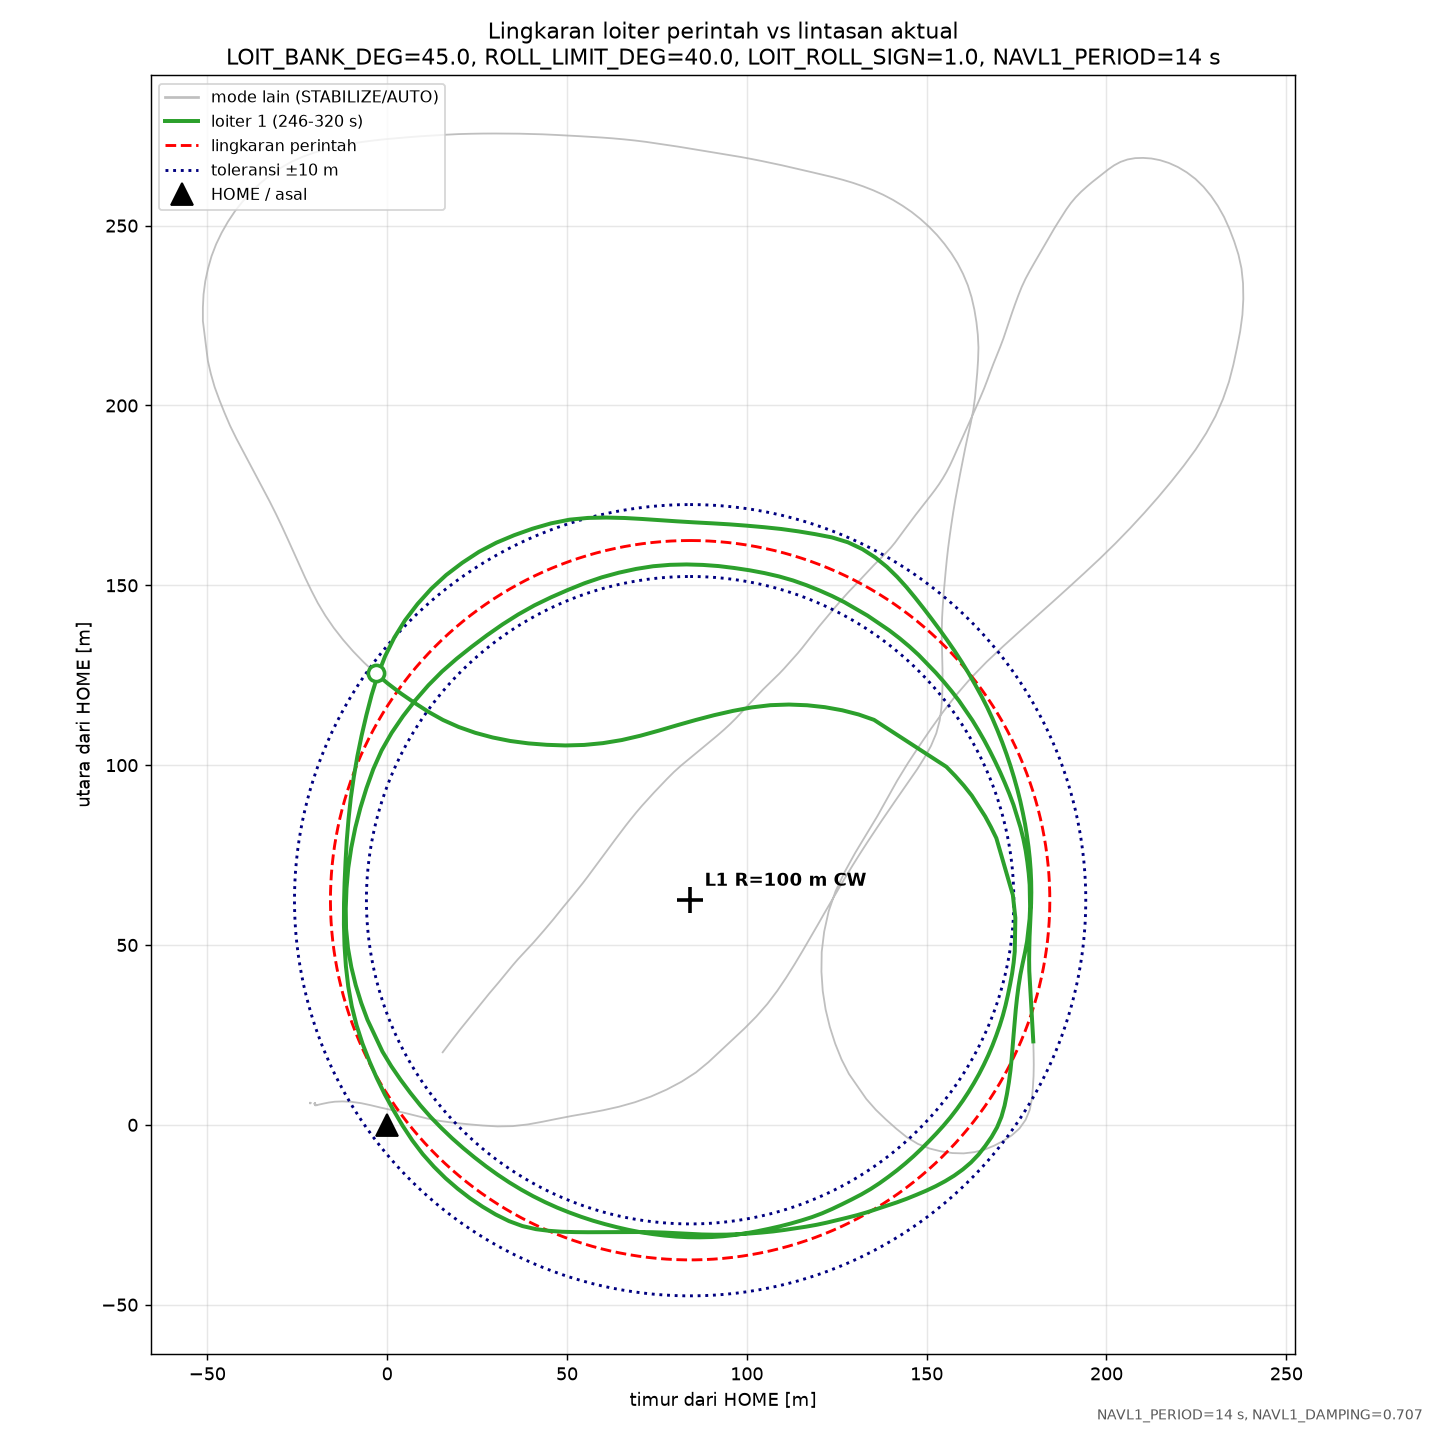 Lingkaran loiter perintah vs lintasan aktual
LOIT_BANK_DEG=45.0, ROLL_LIMIT_DEG=40.0, LOIT_ROLL_SIGN=1.0, NAVL1_PERIOD=14 s
mode lain (STABILIZE/AUTO)
loiter 1 (246-320 s)
lingkaran perintah
toleransi ±10 m
HOME / asal
250
200
150
100
50
0
−50
utara dari HOME [m]
L1 R=100 m CW
−50
0
50
100
150
200
250
timur dari HOME [m]
NAVL1_PERIOD=14 s, NAVL1_DAMPING=0.707